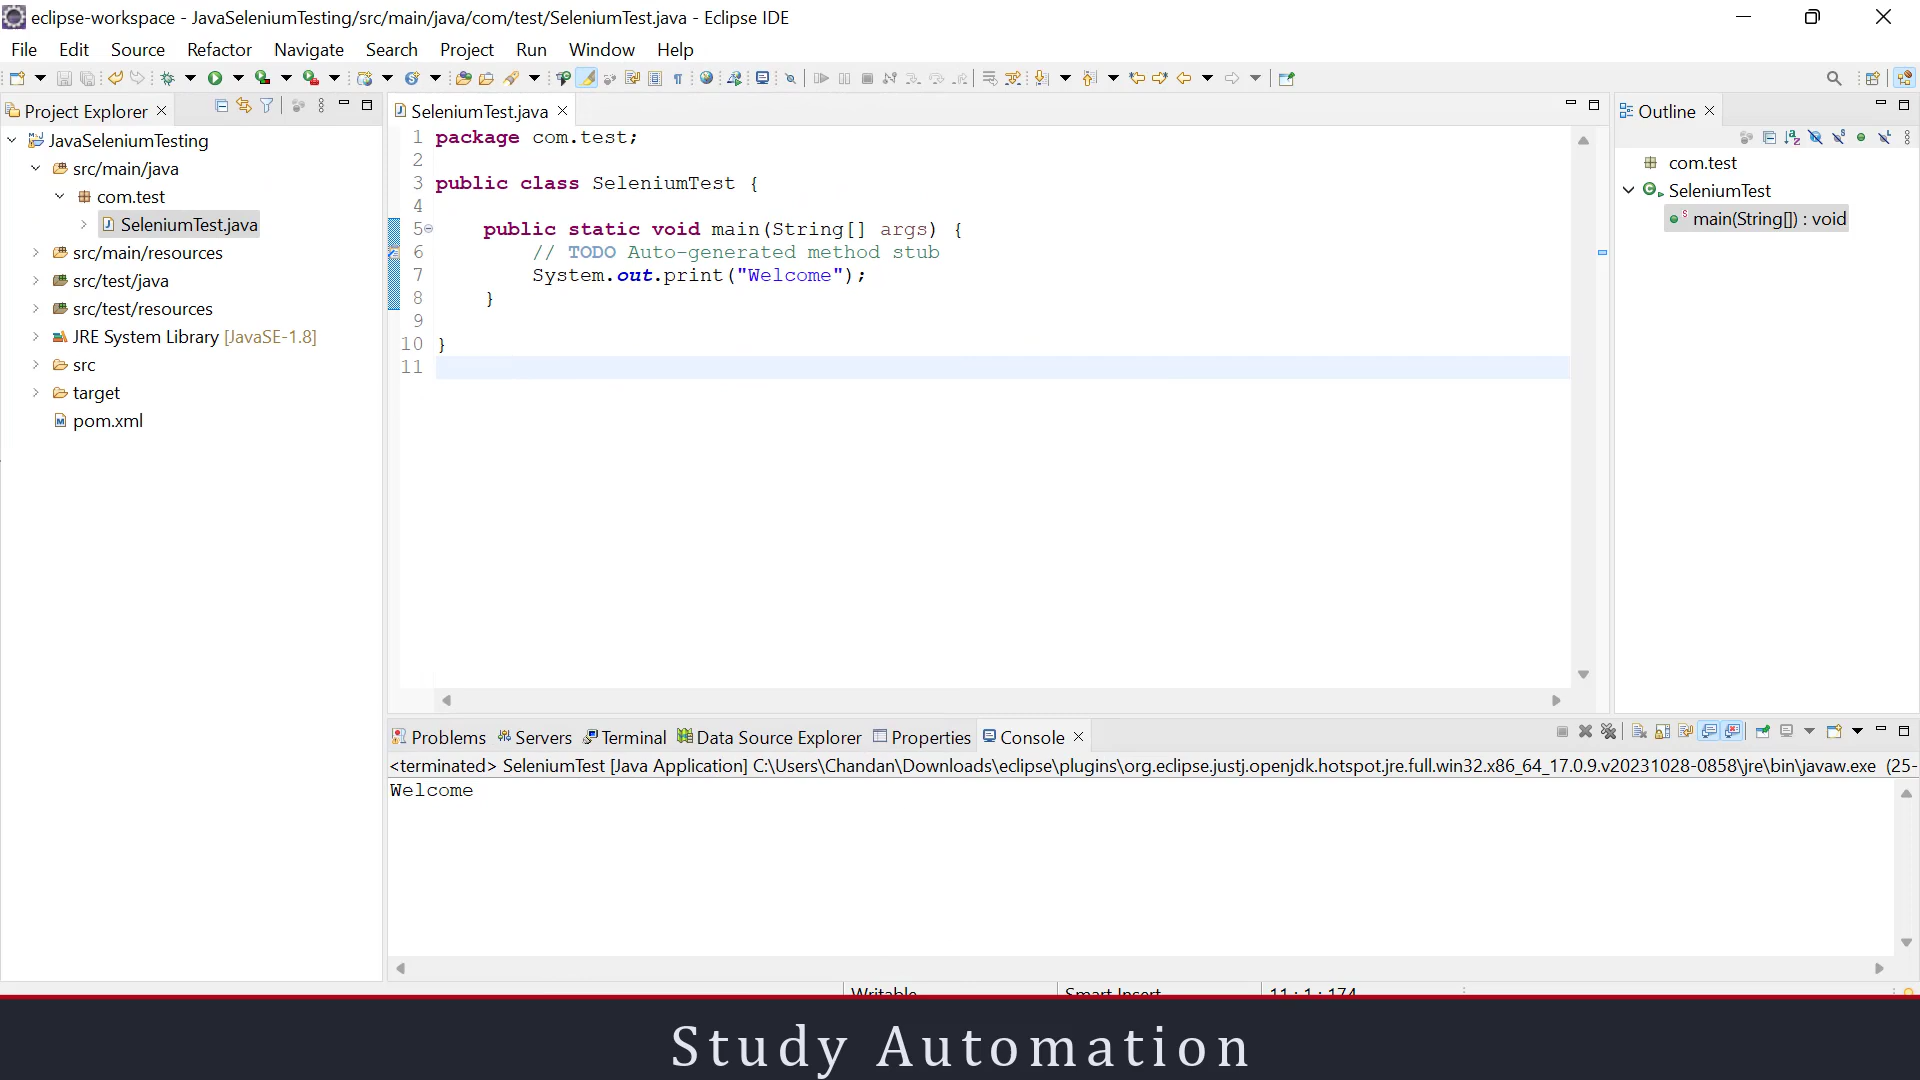 eclipse-workspace - JavaSeleniumTesting/src/main/java/com/test/SeleniumTest.java - Eclipse IDE
File Edit Source Refactor Navigate Search Project Run Window Help
Project Explorer
JavaSeleniumTesting
src/main/java
com.test
SeleniumTest.java
src/main/resources
src/test/java
src/test/resources
JRE System Library [JavaSE-1.8]
src
target
pom.xml
SeleniumTest.java
1 package com.test;
2
3 public class SeleniumTest {
4
5 public static void main(String[] args) {
6 // TODO Auto-generated method stub
7 System.out.print("Welcome");
8 }
9
10 }
11
Outline
com.test
SeleniumTest
main(String[]) : void
Problems Servers Terminal Data Source Explorer Properties Console
<terminated> SeleniumTest [Java Application] C:\Users\Chandan\Downloads\eclipse\plugins\org.eclipse.justj.openjdk.hotspot.jre.full.win32.x86_64_17.0.9.v20231028-0858\jre\bin\javaw.exe (25-
Welcome
Writable Smart Insert 11 : 1 : 174
Study Automation